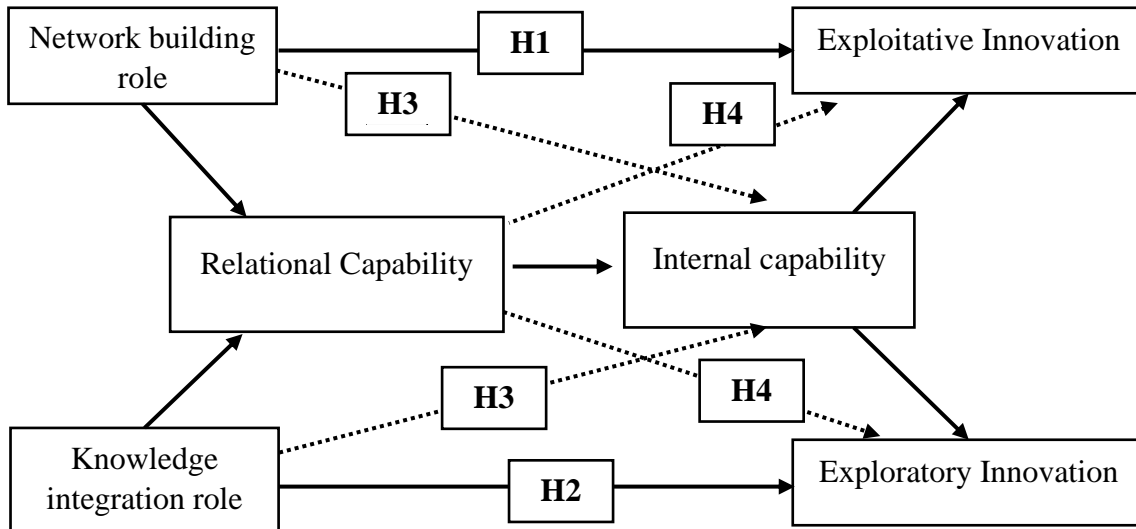 Network building
role
H1
Exploitative Innovation
H3
H4
Relational Capability
Internal capability
H3
H4
Knowledge
integration role
H2
Exploratory Innovation